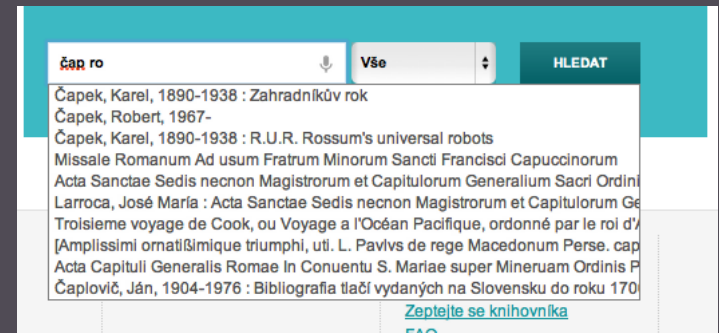 čap ro
Vše
HLEDAT
Čapek, Karel, 1890-1938 : Zahradníkův rok
Čapek, Robert, 1967-
Čapek, Karel, 1890-1938 : R.U.R. Rossum's universal robots
Missale Romanum Ad usum Fratrum Minorum Sancti Francisci Capuccinorum
Acta Sanctae Sedis necnon Magistrorum et Capitulorum Generalium Sacri Ordini
Larroca, José María : Acta Sanctae Sedis necnon Magistrorum et Capitulorum Ge
Troisieme voyage de Cook, ou Voyage a l'Océan Pacifique, ordonné par le roi d'
[Amplissimi ornatißimique triumphi, uti. L. Pavlvs de rege Macedonum Perse. cap
Acta Capituli Generalis Romae In Conuentu S. Mariae super Mineruam Ordinis P
Čaplovič, Ján, 1904-1976 : Bibliografia tlačí vydaných na Slovensku do roku 170
Zeptejte se knihovníka
FAQ